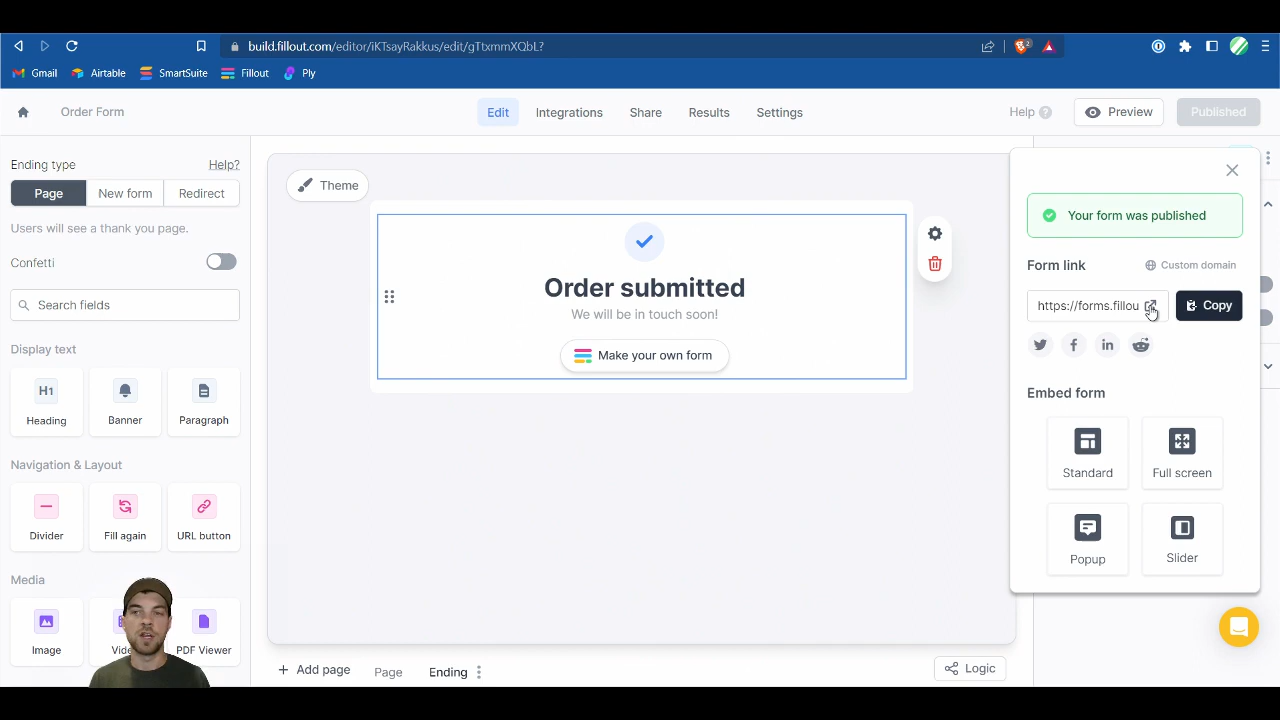 build.fillout.com/editor/iKTsayRakkus/edit/gTtxmmXQbL?
2
Gmail
Airtable
SmartSuite
Fillout
Ply
Order Form
Edit
Integrations
Share
Results
Settings
Help ?
Preview
Published
Ending type
Help?
Page
New form
Redirect
Users will see a thank you page.
Confetti
Search fields
Display text
H1
Heading
Banner
Paragraph
Navigation & Layout
Divider
Fill again
URL button
Media
Image
PDF Viewer
Theme
Order submitted
We will be in touch soon!
Make your own form
Add page
Page
Ending
Logic
Your form was published
Form link
Custom domain
https://forms.fillou
Copy
Embed form
Standard
Full screen
Popup
Slider